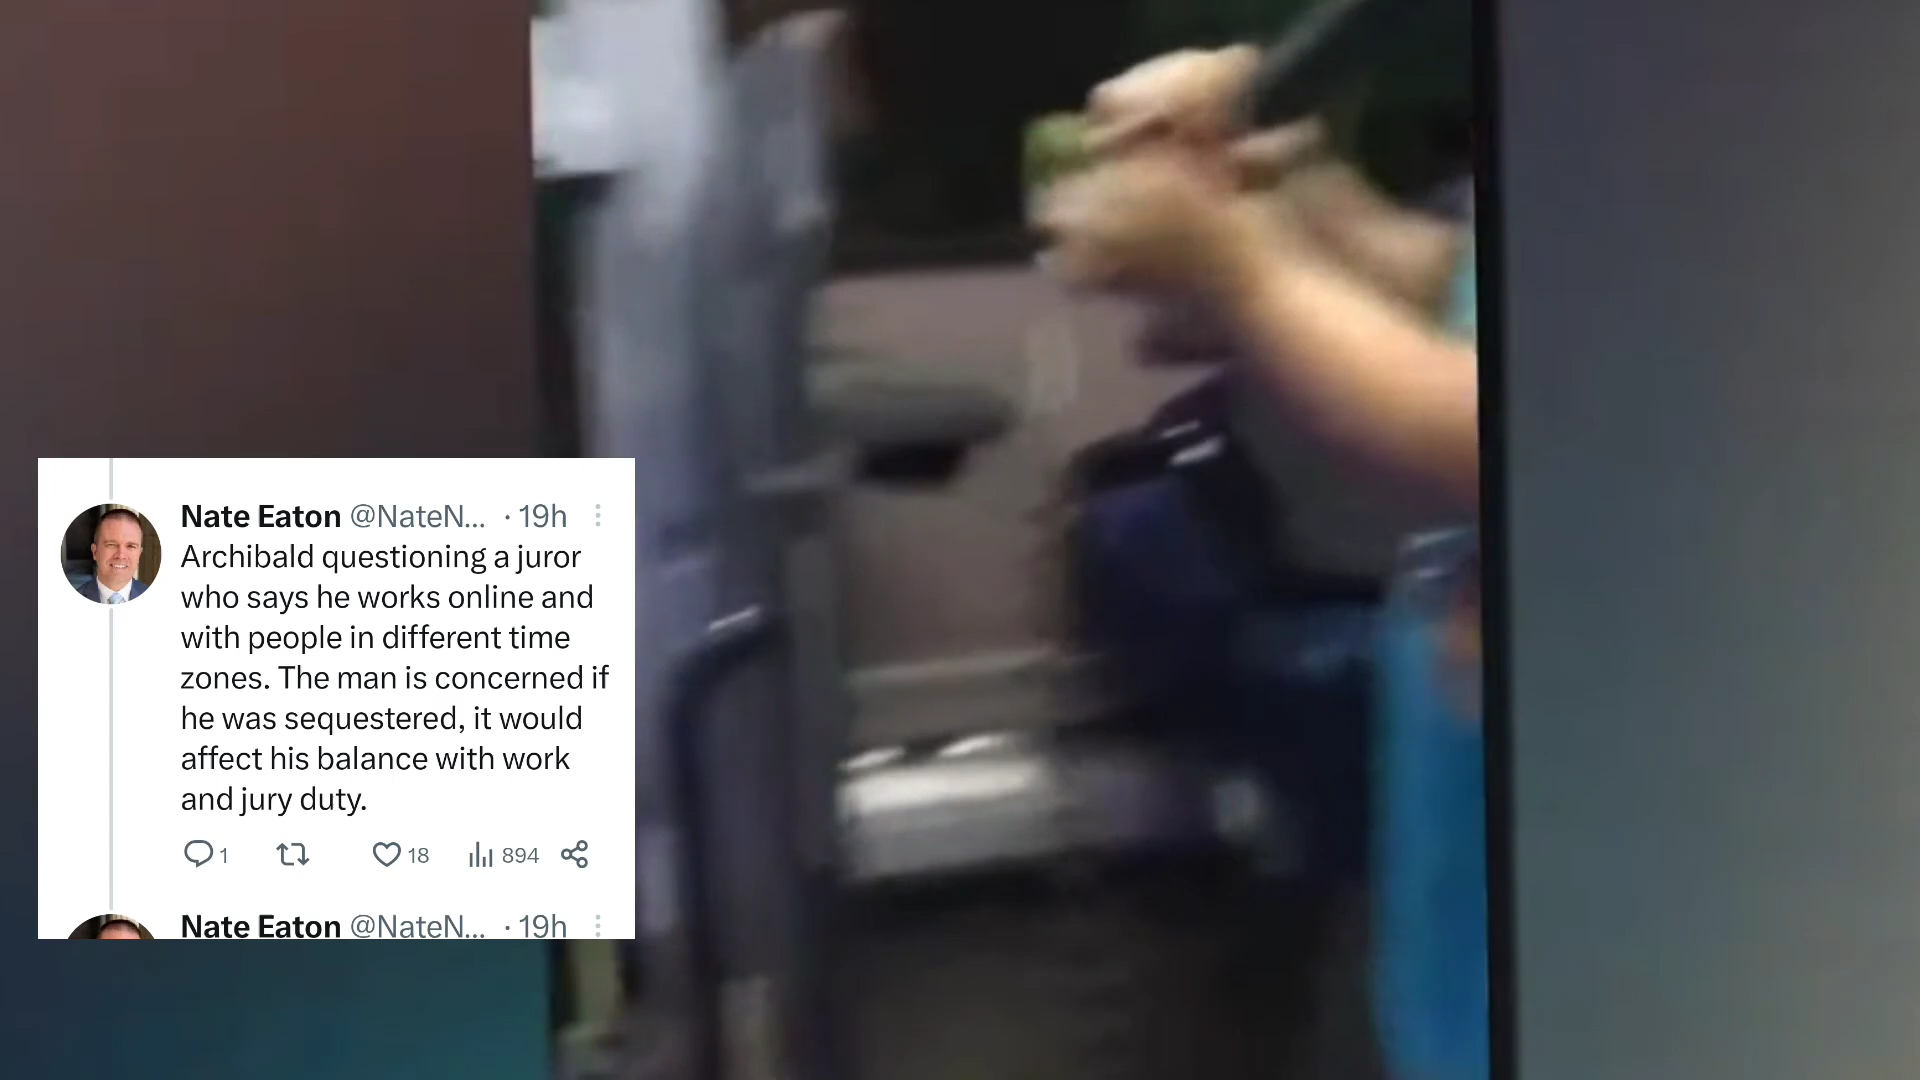 Nate Eaton @NateN... · 19h
Archibald questioning a juror
who says he works online and
with people in different time
zones. The man is concerned if
he was sequestered, it would
affect his balance with work
and jury duty.
1 18 894
Nate Eaton @NateN... · 19h